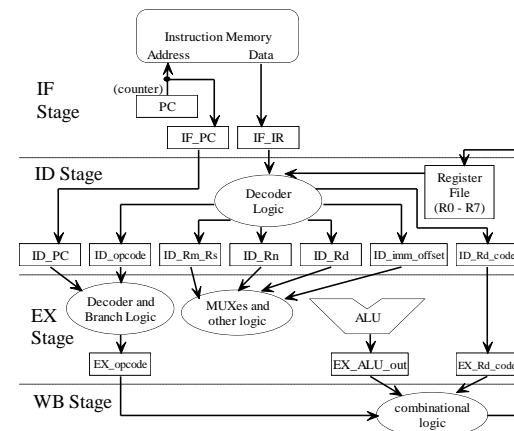 Instruction Memory
Address Data
IF
Stage
(counter)
PC
IF_PC IF_IR
ID Stage
Decoder
Logic
Register
File
(R0 - R7)
ID_PC ID_opcode ID_Rm_Rs ID_Rn ID_Rd ID_imm_offset ID_Rd_code
EX
Stage
Decoder and
Branch Logic
MUXes and
other logic
ALU
EX_opcode EX_ALU_out EX_Rd_code
WB Stage
combinational
logic